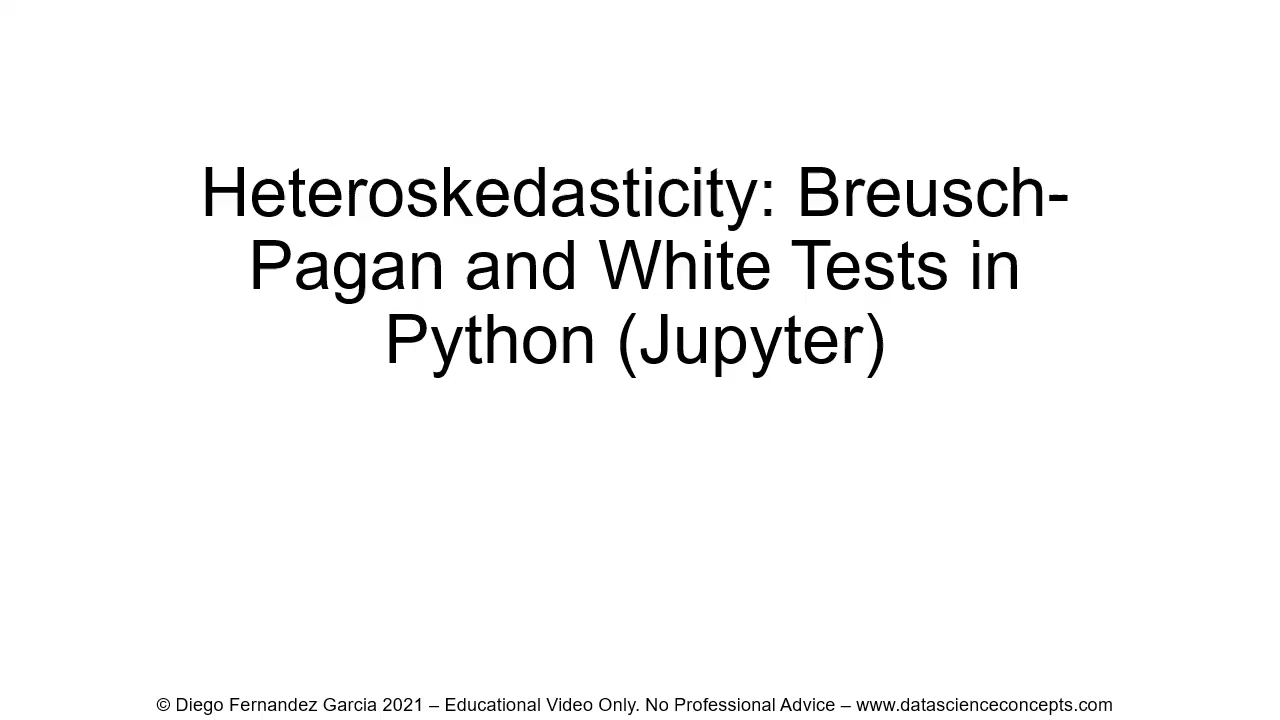 Heteroskedasticity: Breusch-
Pagan and White Tests in
Python (Jupyter)
© Diego Fernandez Garcia 2021 – Educational Video Only. No Professional Advice – www.datascienceconcepts.com